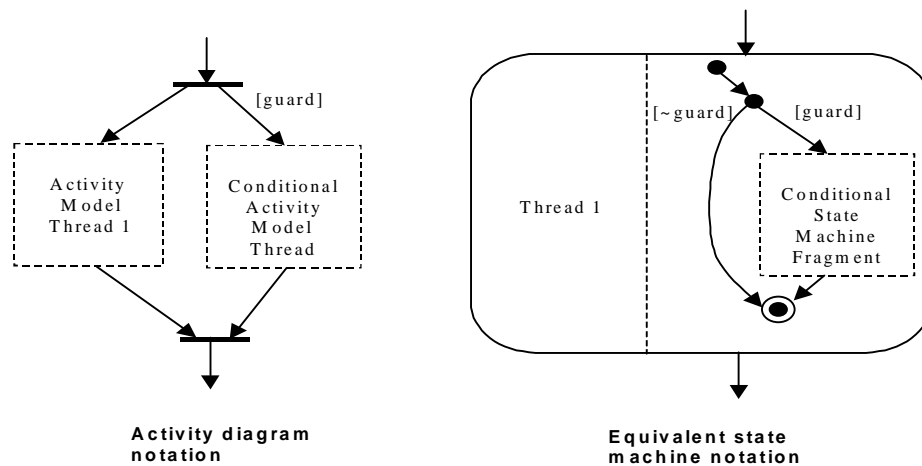 [guard]
Activity
Model
Thread 1
Conditional
Activity
Model
Thread
Activity diagram
notation
[~guard]
[guard]
Thread 1
Conditional
State
Machine
Fragment
Equivalent state
machine notation